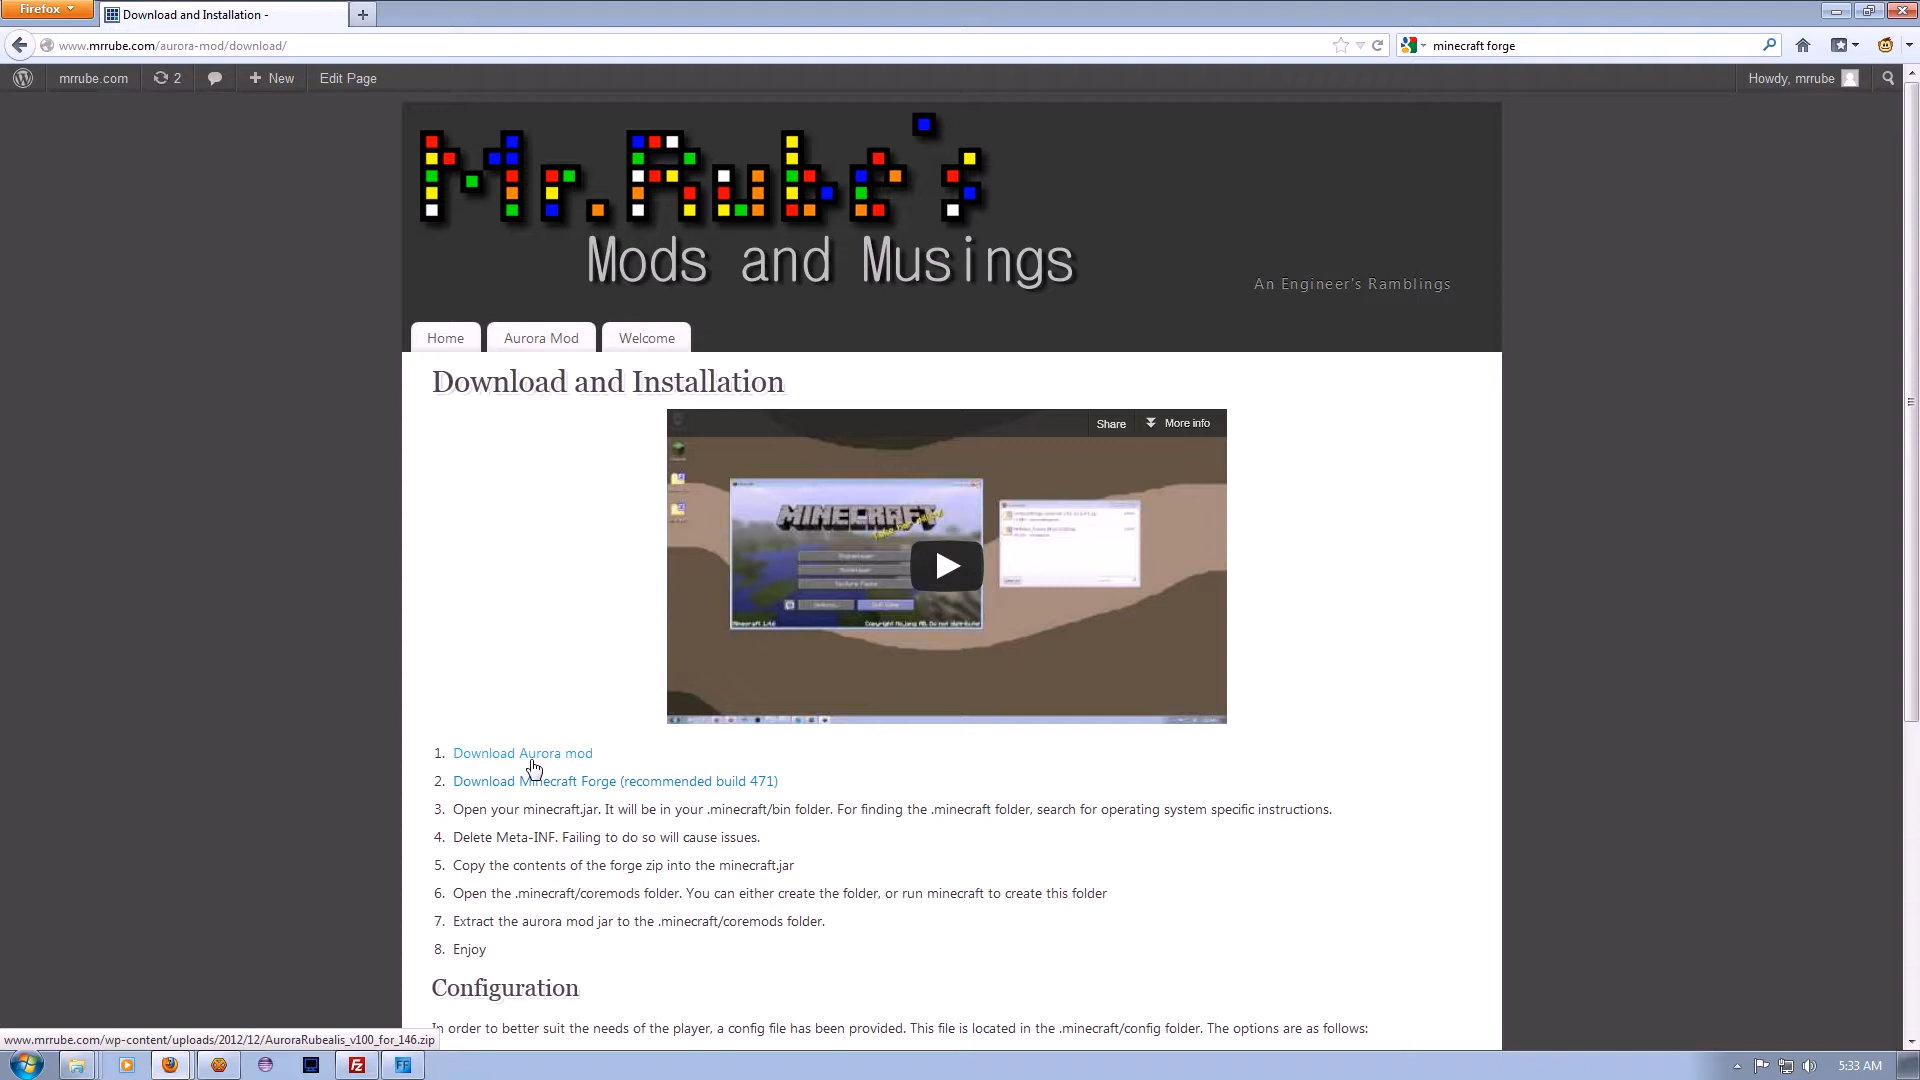 Firefox
Download and Installation -
www.mrrube.com/aurora-mod/download/
minecraft forge
mrrube.com
2
New
Edit Page
Howdy, mrrube
Mr.Rube's
Mods and Musings
An Engineer's Ramblings
Home
Aurora Mod
Welcome
Download and Installation
Share
More info
MINECRAFT
1. Download Aurora mod
2. Download Minecraft Forge (recommended build 471)
3. Open your minecraft.jar. It will be in your .minecraft/bin folder. For finding the .minecraft folder, search for operating system specific instructions.
4. Delete Meta-INF. Failing to do so will cause issues.
5. Copy the contents of the forge zip into the minecraft.jar
6. Open the .minecraft/coremods folder. You can either create the folder, or run minecraft to create this folder
7. Extract the aurora mod jar to the .minecraft/coremods folder.
8. Enjoy
Configuration
In order to better suit the needs of the player, a config file has been provided. This file is located in the .minecraft/config folder. The options are as follows:
www.mrrube.com/wp-content/uploads/2012/12/AuroraRubealis_v100_for_146.zip
Fz
FF
5:33 AM